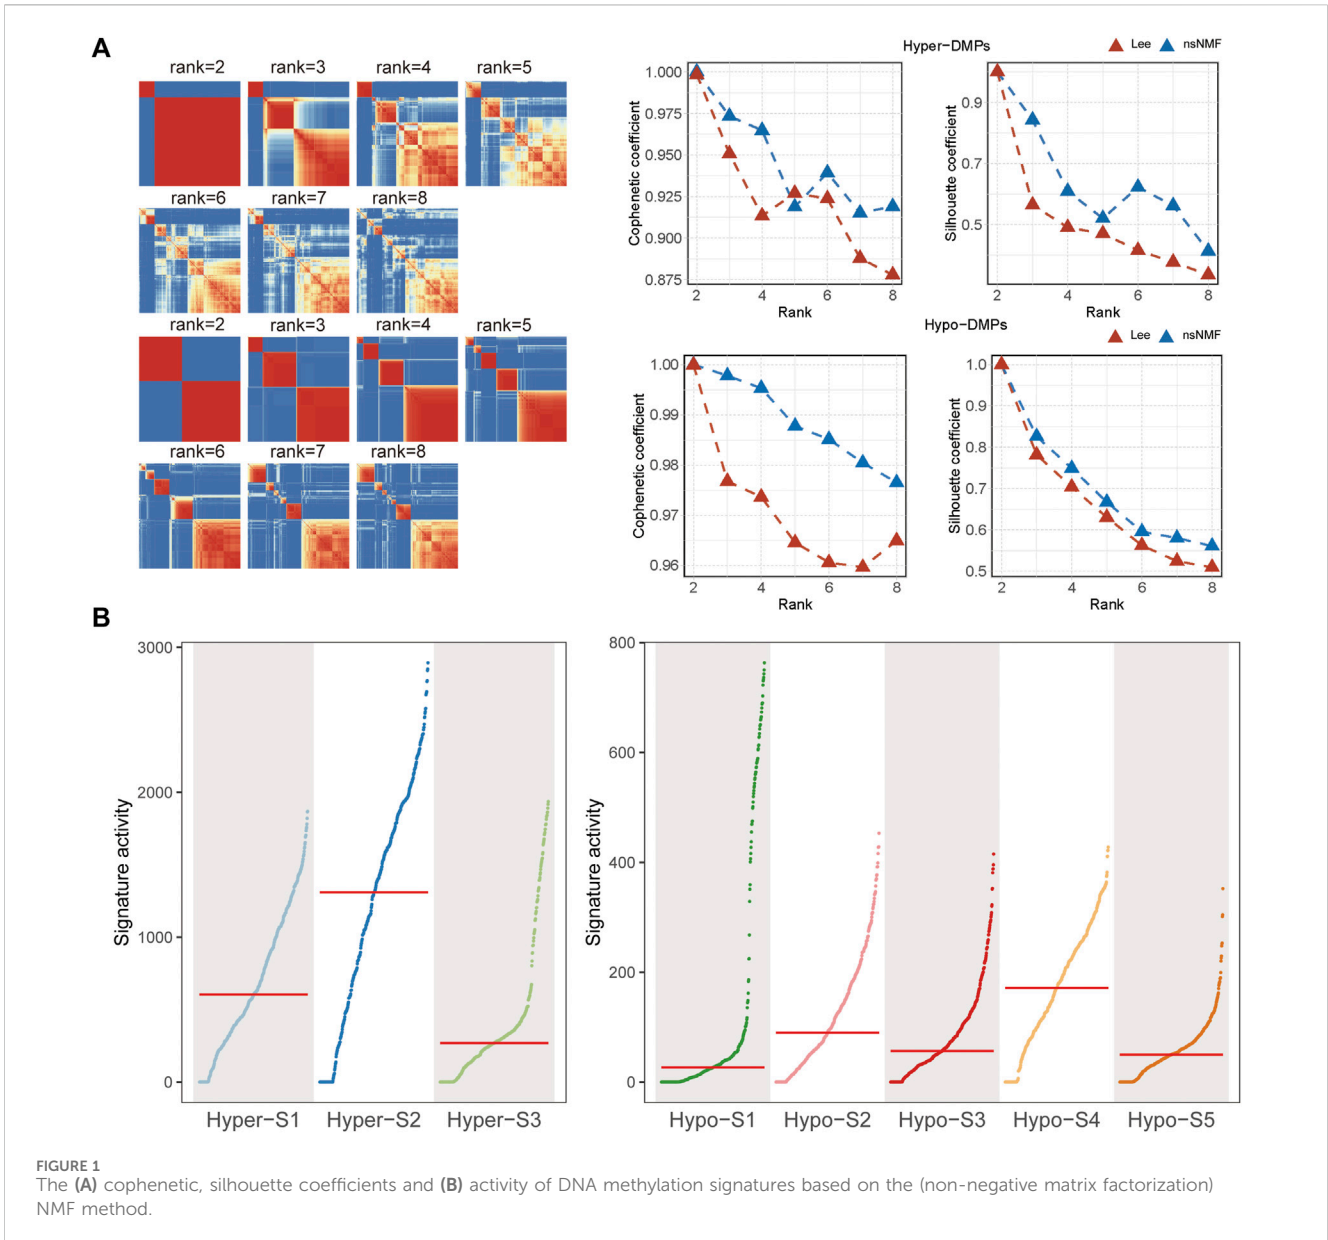 A
rank=2 rank=3 rank=4 rank=5
rank=6 rank=7 rank=8
rank=2 rank=3 rank=4 rank=5
rank=6 rank=7 rank=8
Hyper-DMPs
Lee nsNMF
Cophenetic coefficient
1.000
0.975
0.950
0.925
0.900
0.875
2 4 6 8
Rank
Silhouette coefficient
0.9
0.7
0.5
2 4 6 8
Rank
Hypo-DMPs
Lee nsNMF
Cophenetic coefficient
1.00
0.99
0.98
0.97
0.96
2 4 6 8
Rank
Silhouette coefficient
1.0
0.9
0.8
0.7
0.6
0.5
2 4 6 8
Rank
B
Signature activity
3000
2000
1000
0
Hyper-S1 Hyper-S2 Hyper-S3
Signature activity
800
600
400
200
0
Hypo-S1 Hypo-S2 Hypo-S3 Hypo-S4 Hypo-S5
FIGURE 1
The (A) cophenetic, silhouette coefficients and (B) activity of DNA methylation signatures based on the (non-negative matrix factorization)
NMF method.